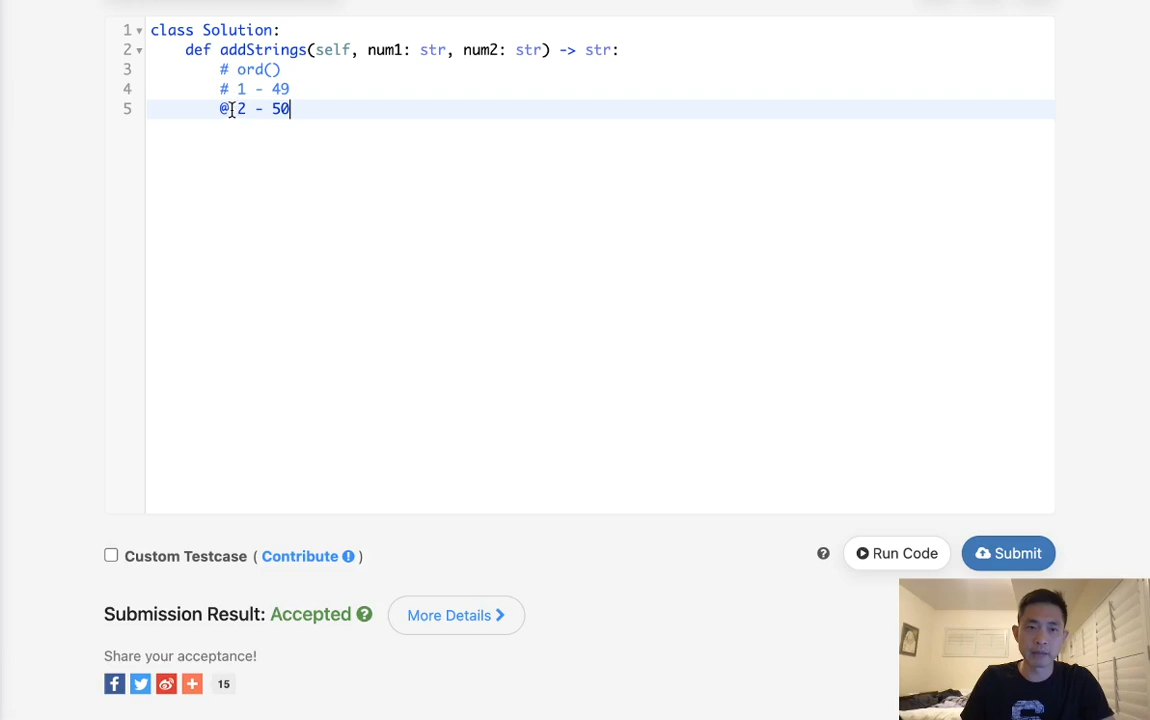 1 class Solution:
2 def addStrings(self, num1: str, num2: str) -> str:
3 # ord()
4 # 1 - 49
5 @ 2 - 50
Custom Testcase ( Contribute )
? Run Code Submit
Submission Result: Accepted ? More Details
Share your acceptance!
15